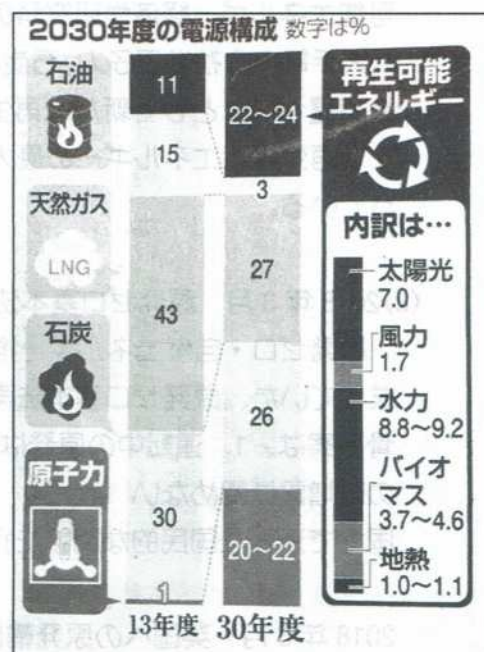 2030年度の電源構成 数字は%
石油
天然ガス
LNG
石炭
原子力
11
15
43
30
1
13年度
22~24
3
27
26
20~22
30年度
再生可能
エネルギー
内訳は…
太陽光
7.0
風力
1.7
水力
8.8~9.2
バイオ
マス
3.7~4.6
地熱
1.0~1.1